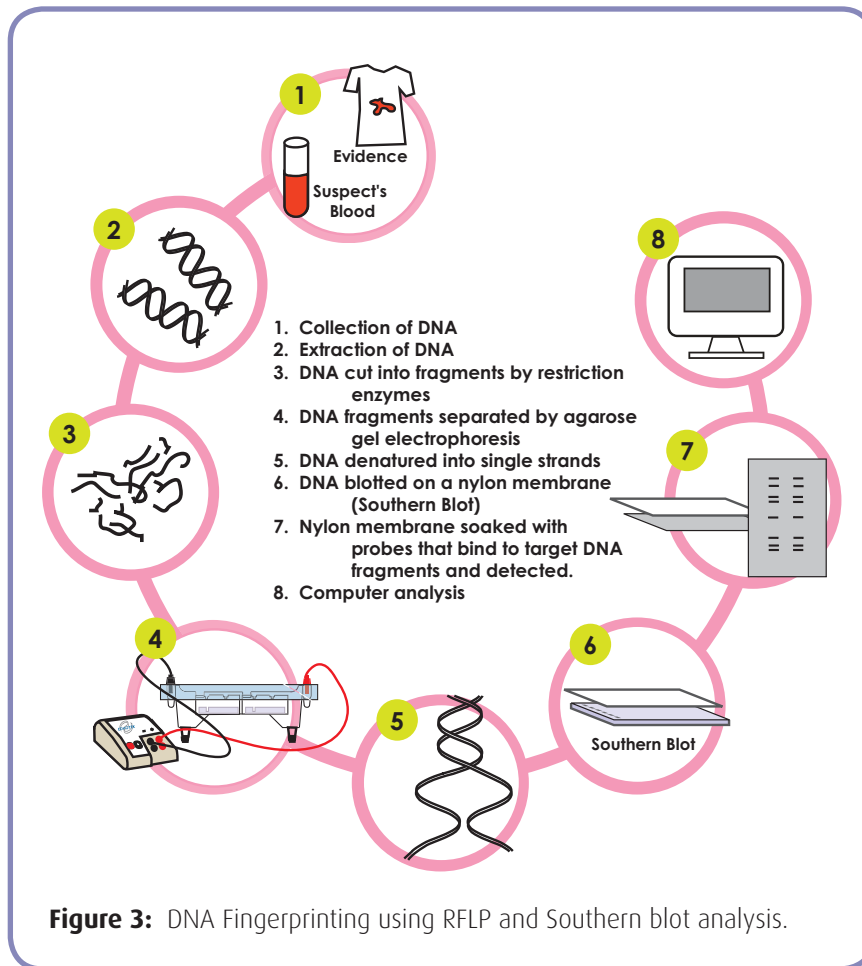 1
Evidence
Suspect's
Blood
2
3
4
5
6
Southern Blot
7
8
1. Collection of DNA
2. Extraction of DNA
3. DNA cut into fragments by restriction
enzymes
4. DNA fragments separated by agarose
gel electrophoresis
5. DNA denatured into single strands
6. DNA blotted on a nylon membrane
(Southern Blot)
7. Nylon membrane soaked with
probes that bind to target DNA
fragments and detected.
8. Computer analysis
Figure 3: DNA Fingerprinting using RFLP and Southern blot analysis.